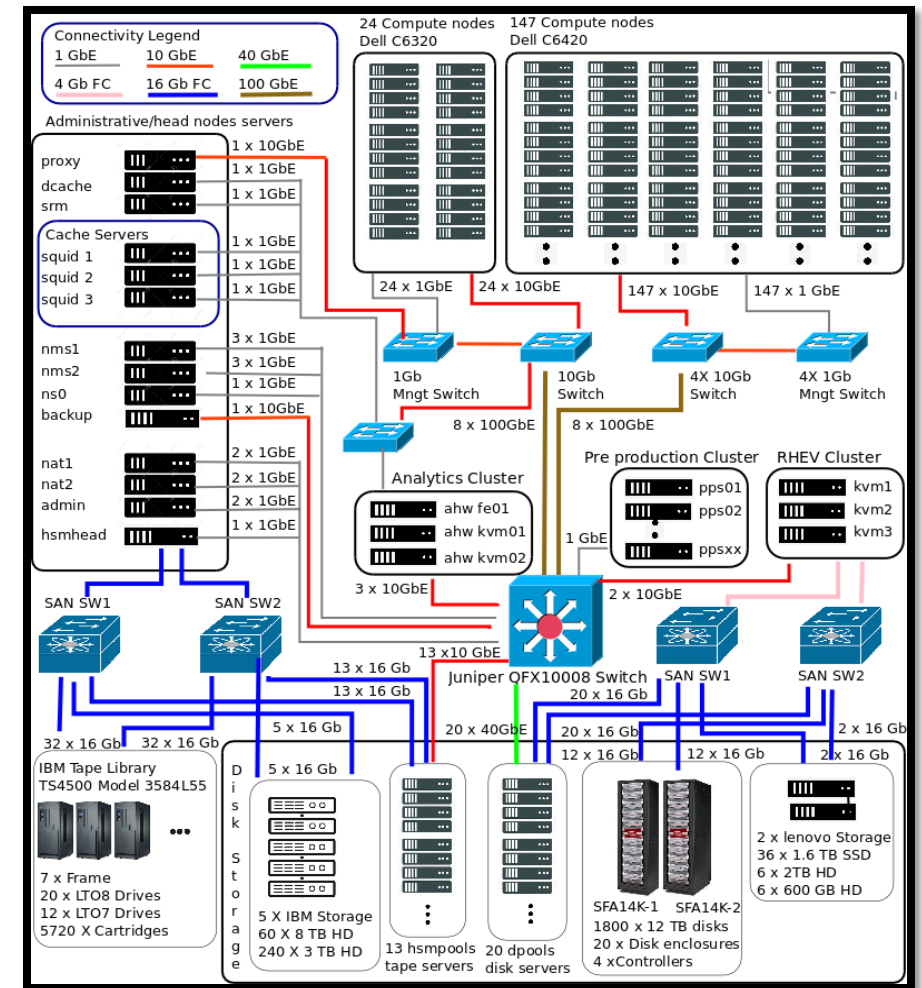 Connectivity Legend
1 GbE
10 GbE
40 GbE
4 Gb FC
16 Gb FC
100 GbE
24 Compute nodes
Dell C6320
147 Compute nodes
Dell C6420
Administrative/head nodes servers
proxy
1 x 10GbE
dcache
1 x 1GbE
srm
1 x 1GbE
Cache Servers
squid 1
1 x 1GbE
squid 2
1 x 1GbE
squid 3
1 x 1GbE
nms1
3 x 1GbE
nms2
3 x 1GbE
ns0
1 x 1GbE
backup
1 x 10GbE
nat1
2 x 1GbE
nat2
2 x 1GbE
admin
2 x 1GbE
hsmhead
1 x 1GbE
24 x 1GbE
24 x 10GbE
147 x 10GbE
147 x 1 GbE
1Gb
Mngt Switch
10Gb
Switch
4X 10Gb
Switch
4X 1Gb
Mngt Switch
8 x 100GbE
8 x 100GbE
Analytics Cluster
ahw fe01
ahw kvm01
ahw kvm02
3 x 10GbE
Pre production Cluster
pps01
pps02
ppsxx
1 GbE
RHEV Cluster
kvm1
kvm2
kvm3
2 x 10GbE
SAN SW1
SAN SW2
13 x10 GbE
Juniper QFX10008 Switch
SAN SW1
SAN SW2
13 x 16 Gb
13 x 16 Gb
5 x 16 Gb
20 x 40GbE
20 x 16 Gb
20 x 16 Gb
2 x 16 Gb
32 x 16 Gb
32 x 16 Gb
12 x 16Gb
12 x 16 Gb
2 x 16 Gb
IBM Tape Library
TS4500 Model 3584L55
7 x Frame
20 x LTO8 Drives
12 x LTO7 Drives
5720 X Cartridges
Disk Storage
5 x 16 Gb
5 X IBM Storage
60 X 8 TB HD
240 X 3 TB HD
13 hsmpools
tape servers
20 dpools
disk servers
SFA14K-1
SFA14K-2
1800 x 12 TB disks
20 x Disk enclosures
4 xControllers
2 x lenovo Storage
36 x 1.6 TB SSD
6 x 2TB HD
6 x 600 GB HD